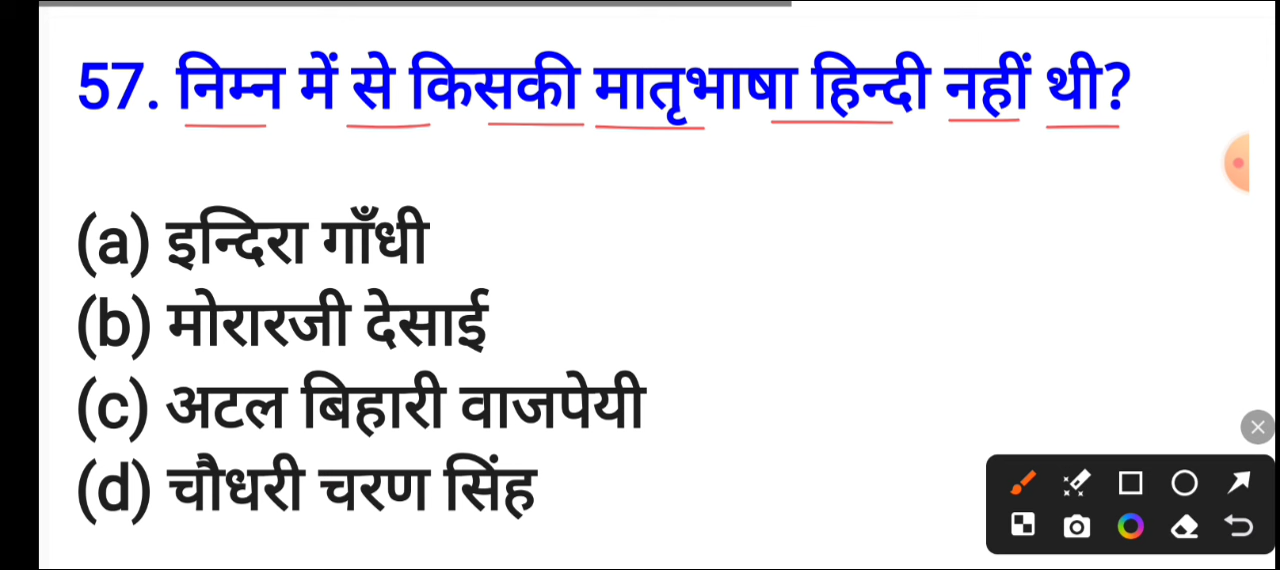 57. निम्न में से किसकी मातृभाषा हिन्दी नहीं थी?
(a) इन्दिरा गाँधी
(b) मोरारजी देसाई
(c) अटल बिहारी वाजपेयी
(d) चौधरी चरण सिंह